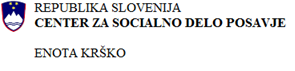 REPUBLIKA SLOVENIJA
CENTER ZA SOCIALNO DELO POSAVJE
ENOTA KRŠKO